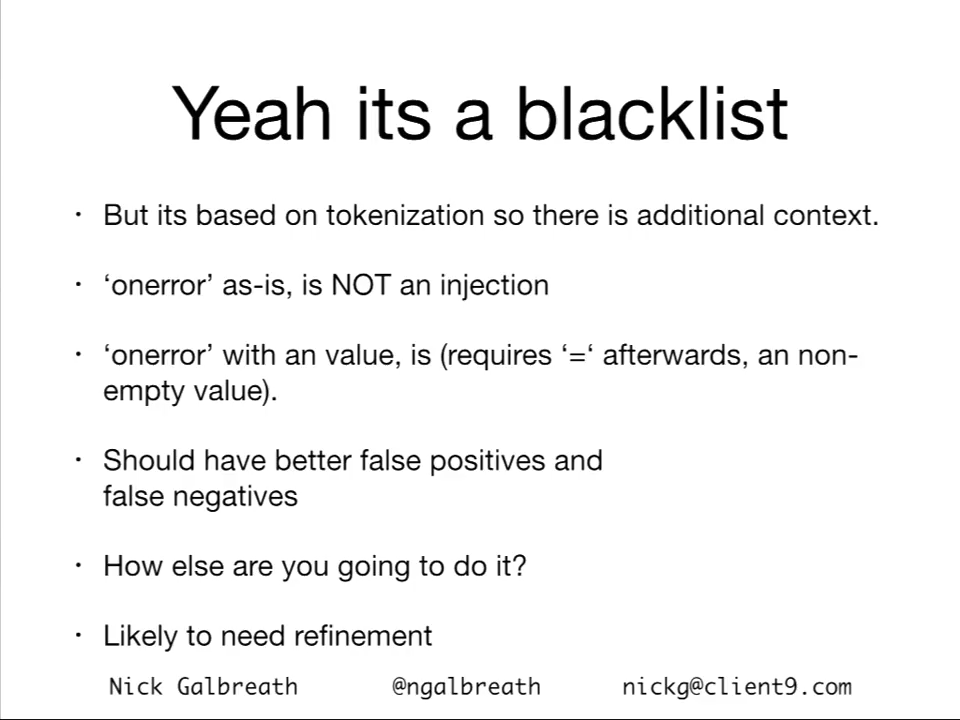 Yeah its a blacklist
• But its based on tokenization so there is additional context.
• ‘onerror’ as-is, is NOT an injection
• ‘onerror’ with an value, is (requires ‘=‘ afterwards, an non-
empty value).
• Should have better false positives and
false negatives
• How else are you going to do it?
• Likely to need refinement
Nick Galbreath @ngalbreath nickg@client9.com